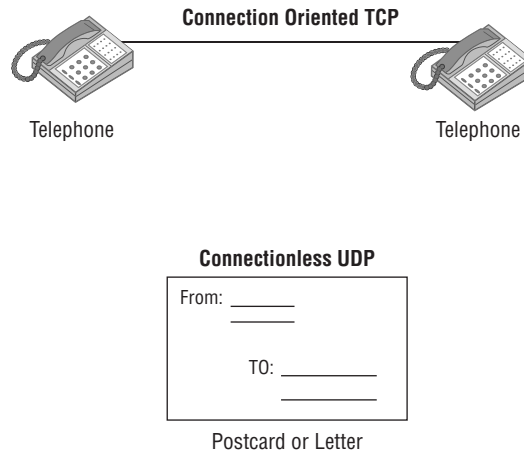 Connection Oriented TCP
Telephone
Telephone
Connectionless UDP
From:
TO:
Postcard or Letter